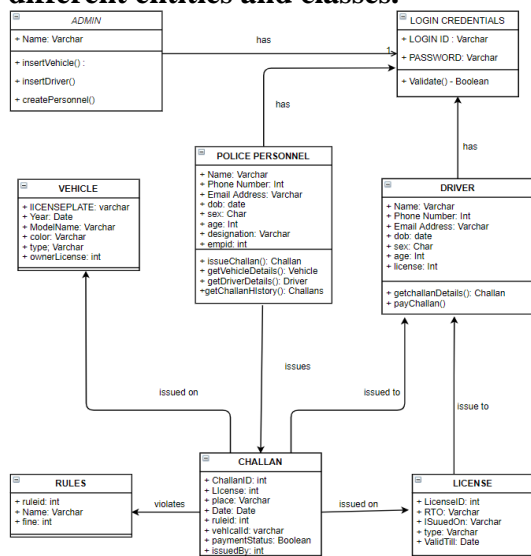 different entities and classes.
ADMIN
+ Name: Varchar
+ insertVehicle() :
+ insertDriver()
+ createPersonnel()
has
1
LOGIN CREDENTIALS
+ LOGIN ID : Varchar
+ PASSWORD: Varchar
+ Validate() - Boolean
has
has
POLICE PERSONNEL
+ Name: Varchar
+ Phone Number: Int
+ Email Address: Varchar
+ dob: date
+ sex: Char
+ age: Int
+ designation: Varchar
+ empid: int
+ issueChallan(): Challan
+ getVehicleDetails(): Vehicle
+ getDriverDetails(): Driver
+getChallanHIstory(): Challans
VEHICLE
+ lICENSEPLATE: varchar
+ Year: Date
+ ModelName: Varchar
+ color: Varchar
+ type; Varchar
+ ownerLicense: int
DRIVER
+ Name: Varchar
+ Phone Number: Int
+ Email Address: Varchar
+ dob: date
+ sex: Char
+ age: Int
+ license: Int
+ getchallanDetails(): Challan
+ payChallan()
issues
issued on
issued to
issue to
RULES
+ ruleid: int
+ Name: Varchar
+ fine: int
violates
CHALLAN
+ ChallanID: int
+ LIcense: int
+ place: Varchar
+ Date: Date
+ ruleid: int
+ vehIcalId: varchar
+ paymentStatus: Boolean
+ issuedBy: int
issued on
LICENSE
+ LicenseID: int
+ RTO: Varchar
+ ISuuedOn: Varchar
+ type: Varchar
+ ValidTill: Date